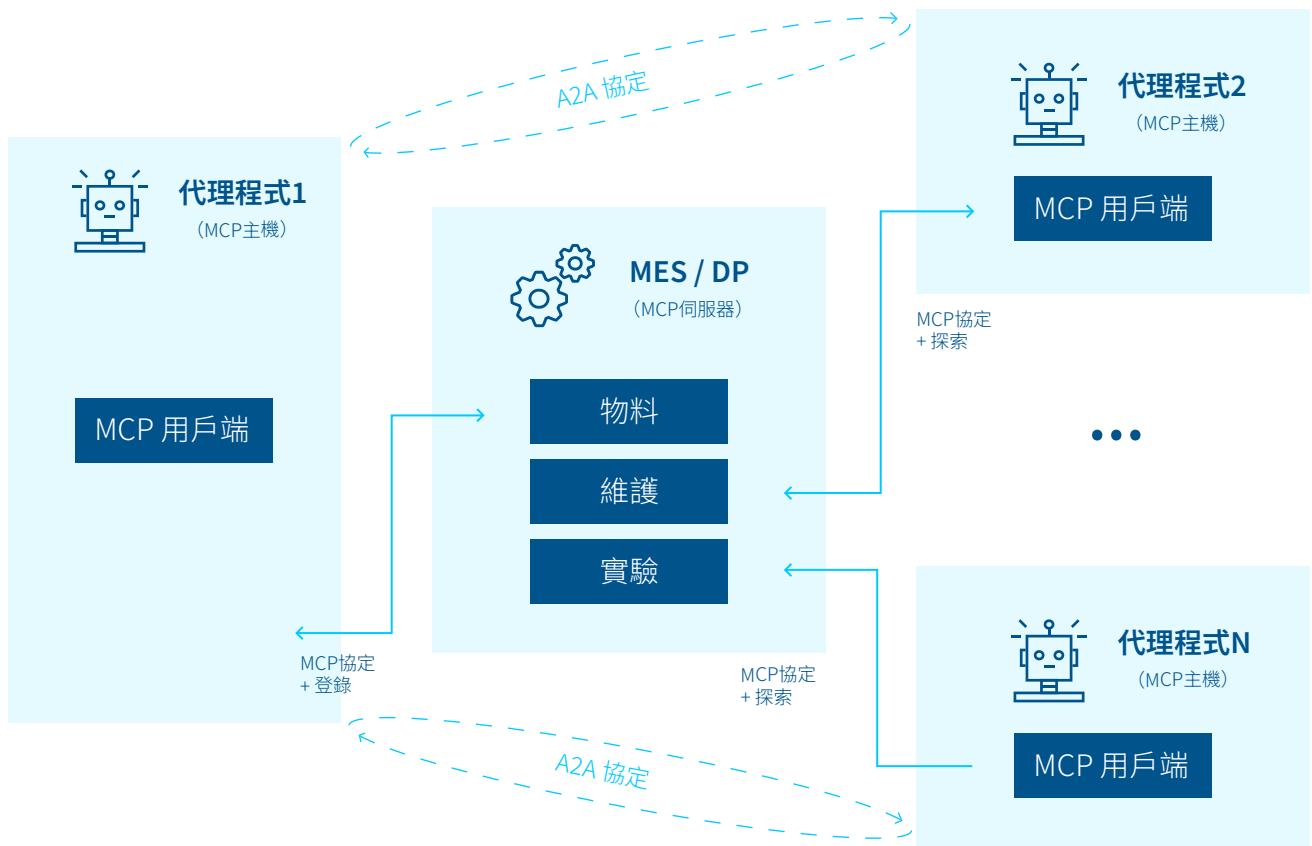 A2A 協定
代理程式2
（MCP主機）
MCP 用戶端
代理程式1
（MCP主機）
MCP 用戶端
MES / DP
（MCP伺服器）
物料
維護
實驗
MCP協定
+ 探索
MCP協定
+ 登錄
MCP協定
+ 探索
代理程式N
（MCP主機）
MCP 用戶端
A2A 協定